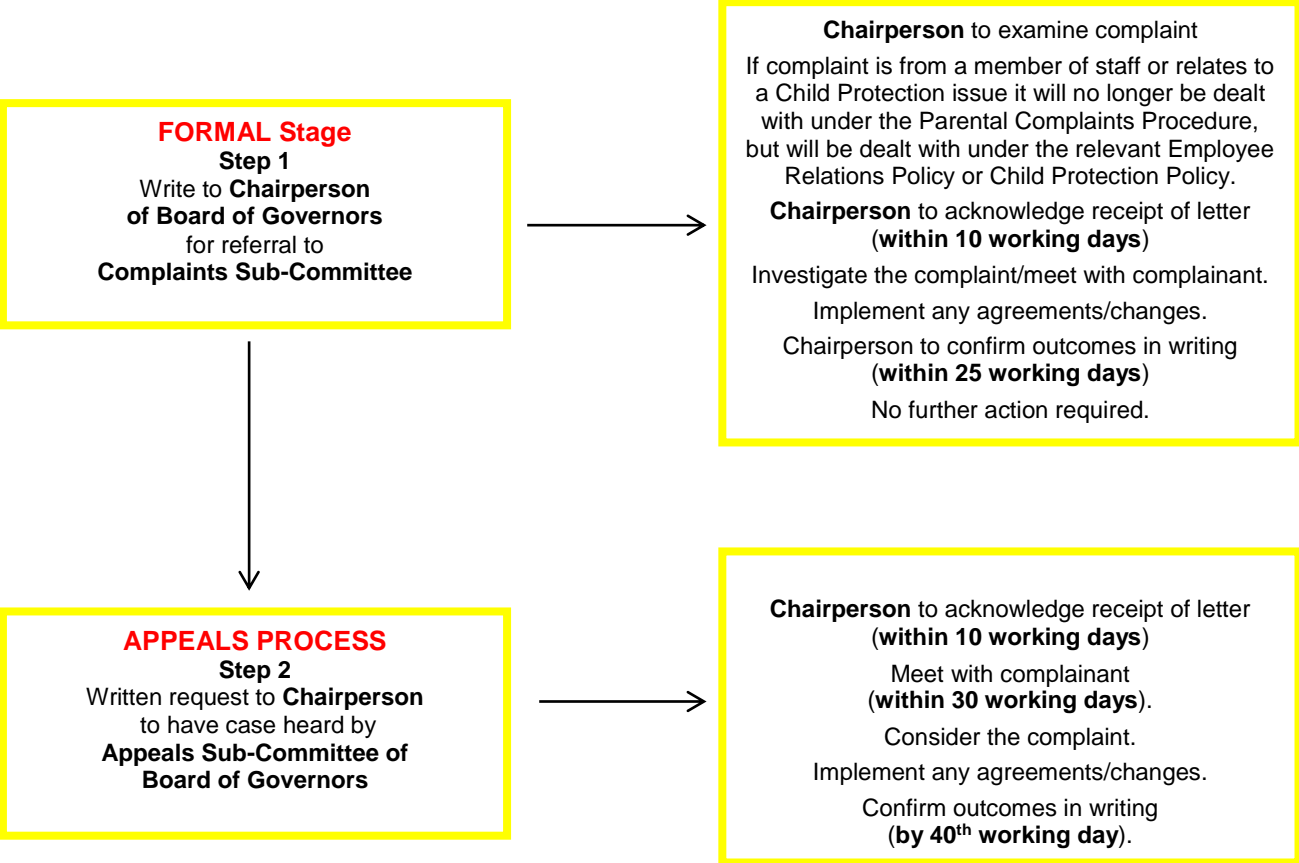 FORMAL Stage
Step 1
Write to Chairperson
of Board of Governors
for referral to
Complaints Sub-Committee
Chairperson to examine complaint
If complaint is from a member of staff or relates to
a Child Protection issue it will no longer be dealt
with under the Parental Complaints Procedure,
but will be dealt with under the relevant Employee
Relations Policy or Child Protection Policy.
Chairperson to acknowledge receipt of letter
(within 10 working days)
Investigate the complaint/meet with complainant.
Implement any agreements/changes.
Chairperson to confirm outcomes in writing
(within 25 working days)
No further action required.
APPEALS PROCESS
Step 2
Written request to Chairperson
to have case heard by
Appeals Sub-Committee of
Board of Governors
Chairperson to acknowledge receipt of letter
(within 10 working days)
Meet with complainant
(within 30 working days).
Consider the complaint.
Implement any agreements/changes.
Confirm outcomes in writing
(by 40th working day).